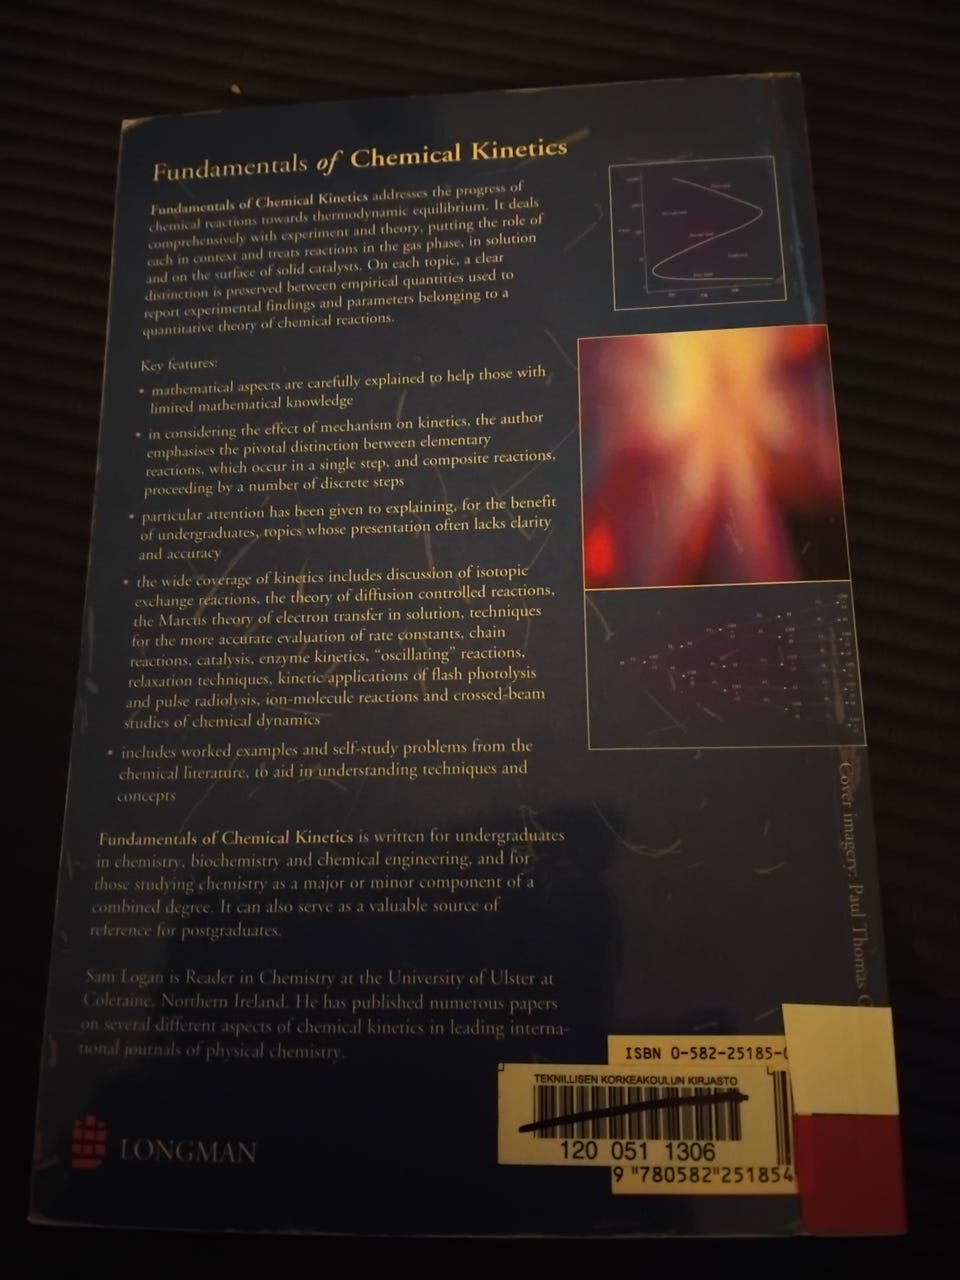 Fundamentals of Chemical Kinetics
Fundamentals of Chemical Kinetics addresses the progress of
chemical reactions towards thermodynamic equilibrium. It deals
comprehensively with experiment and theory, putting the role of
each in context and treats reactions in the gas phase, in solution
and on the surface of solid catalysts. On each topic, a clear
distinction is preserved between empirical quantities used to
report experimental findings and parameters belonging to a
quantitative theory of chemical reactions.
Key features:
• mathematical aspects are carefully explained to help those with
limited mathematical knowledge
• in considering the effect of mechanism on kinetics, the author
emphasises the pivotal distinction between elementary
reactions, which occur in a single step, and composite reactions,
proceeding by a number of discrete steps
• particular attention has been given to explaining, for the benefit
of undergraduates, topics whose presentation often lacks clarity
and accuracy
• the wide coverage of kinetics includes discussion of isotopic
exchange reactions, the theory of diffusion controlled reactions,
the Marcus theory of electron transfer in solution, techniques
for the more accurate evaluation of rate constants, chain
reactions, catalysis, enzyme kinetics, "oscillating" reactions,
relaxation techniques, kinetic applications of flash photolysis
and pulse radiolysis, ion-molecule reactions and crossed-beam
studies of chemical dynamics
• includes worked examples and self-study problems from the
chemical literature, to aid in understanding techniques and
concepts
Fundamentals of Chemical Kinetics is written for undergraduates
in chemistry, biochemistry and chemical engineering, and for
those studying chemistry as a major or minor component of a
combined degree. It can also serve as a valuable source of
reference for postgraduates.
Sam Logan is Reader in Chemistry at the University of Ulster at
Coleraine, Northern Ireland. He has published numerous papers
on several different aspects of chemical kinetics in leading interna-
tional journals of physical chemistry.
LONGMAN
Cover imagery: Paul Thomas
ISBN 0-582-25185-
TEKNILLISEN KORKEAKOULUN KIRJASTO
120 051 1306
9 "780582"251854